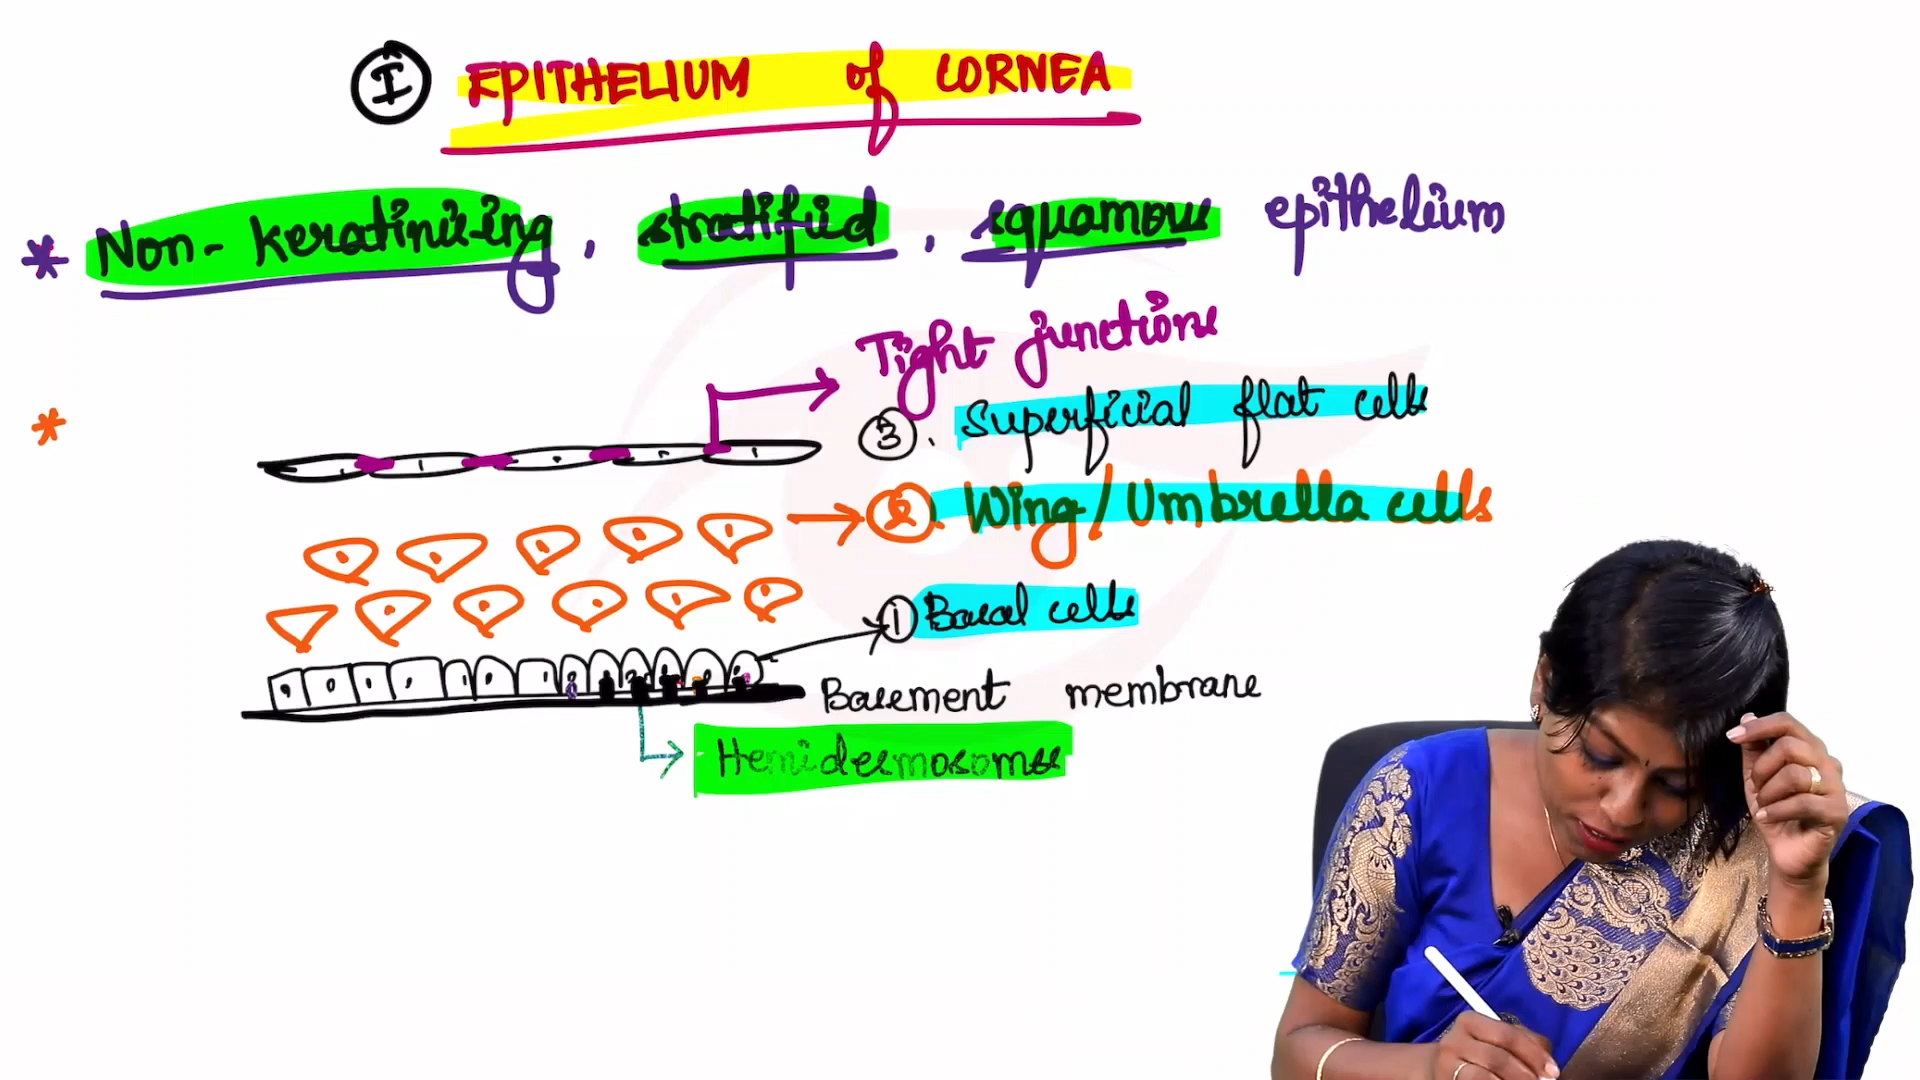 I EPITHELIUM of CORNEA
* Non-keratinizing, stratified, squamous epithelium
Tight junctions
* 3. Superficial flat cells
2. Wing/Umbrella cells
1 Basal cells
Basement membrane
Hemidesmosomes